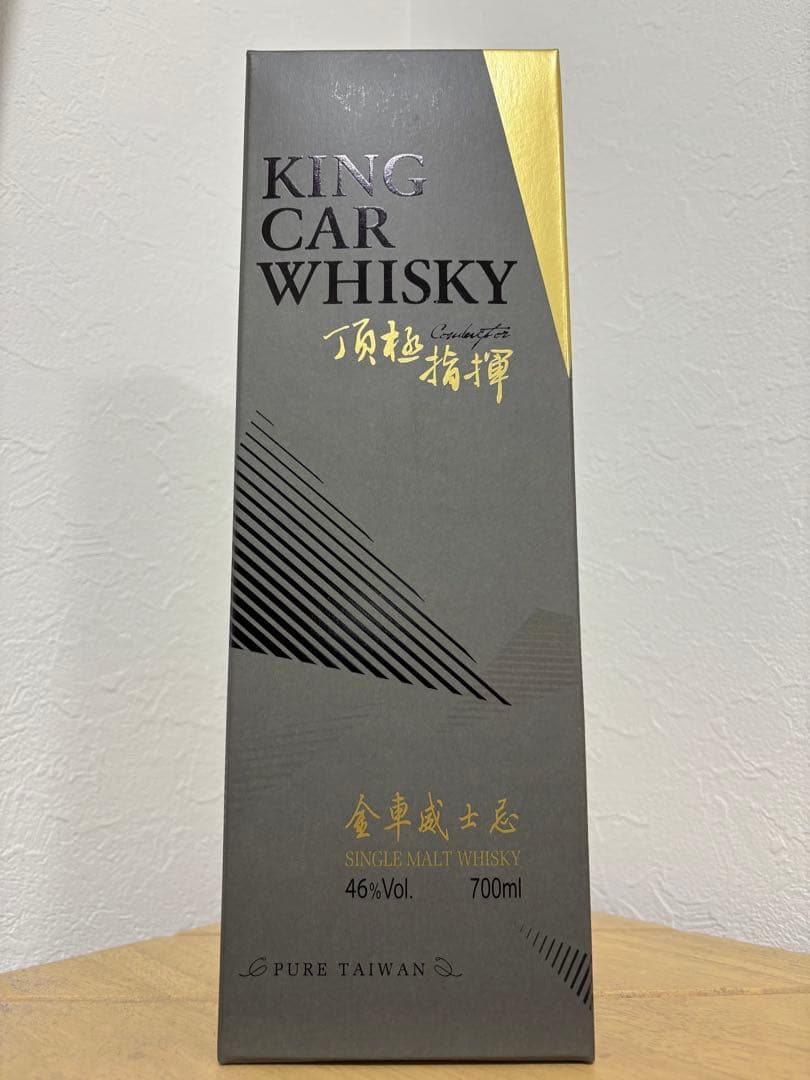 KING
CAR
WHISKY
Conductor
頂極
指揮
金車威士忌
SINGLE MALT WHISKY
46%Vol. 700ml
PURE TAIWAN